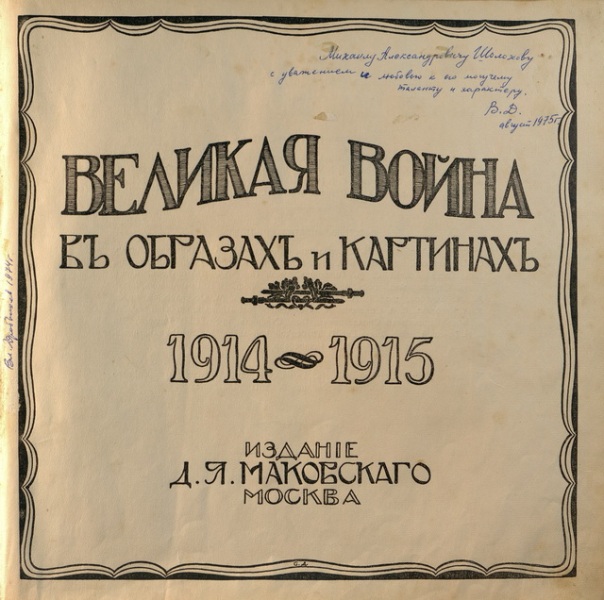 Михаилу Александровичу Шолохову
с уважением и любовью к его могучему
таланту и характеру.
В. Д.
август 1975 г
ВЕЛИКАЯ ВОЙНА
ВЪ ОБРАЗАХЪ и КАРТИНАХЪ
1914 1915
ИЗДАНІЕ
Д. Я. МАКОВСКАГО
МОСКВА